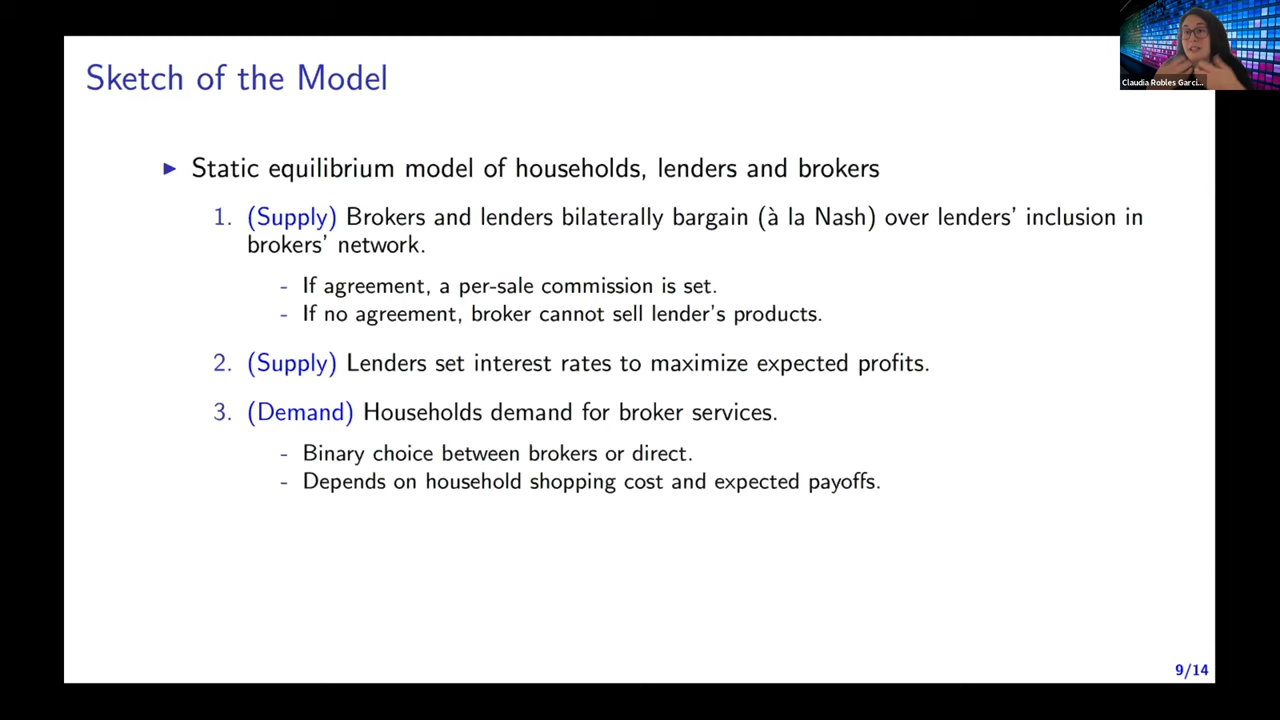 Sketch of the Model
Claudia Robles Garci...
▶ Static equilibrium model of households, lenders and brokers
1. (Supply) Brokers and lenders bilaterally bargain (à la Nash) over lenders' inclusion in
brokers' network.
- If agreement, a per-sale commission is set.
- If no agreement, broker cannot sell lender's products.
2. (Supply) Lenders set interest rates to maximize expected profits.
3. (Demand) Households demand for broker services.
- Binary choice between brokers or direct.
- Depends on household shopping cost and expected payoffs.
9/14